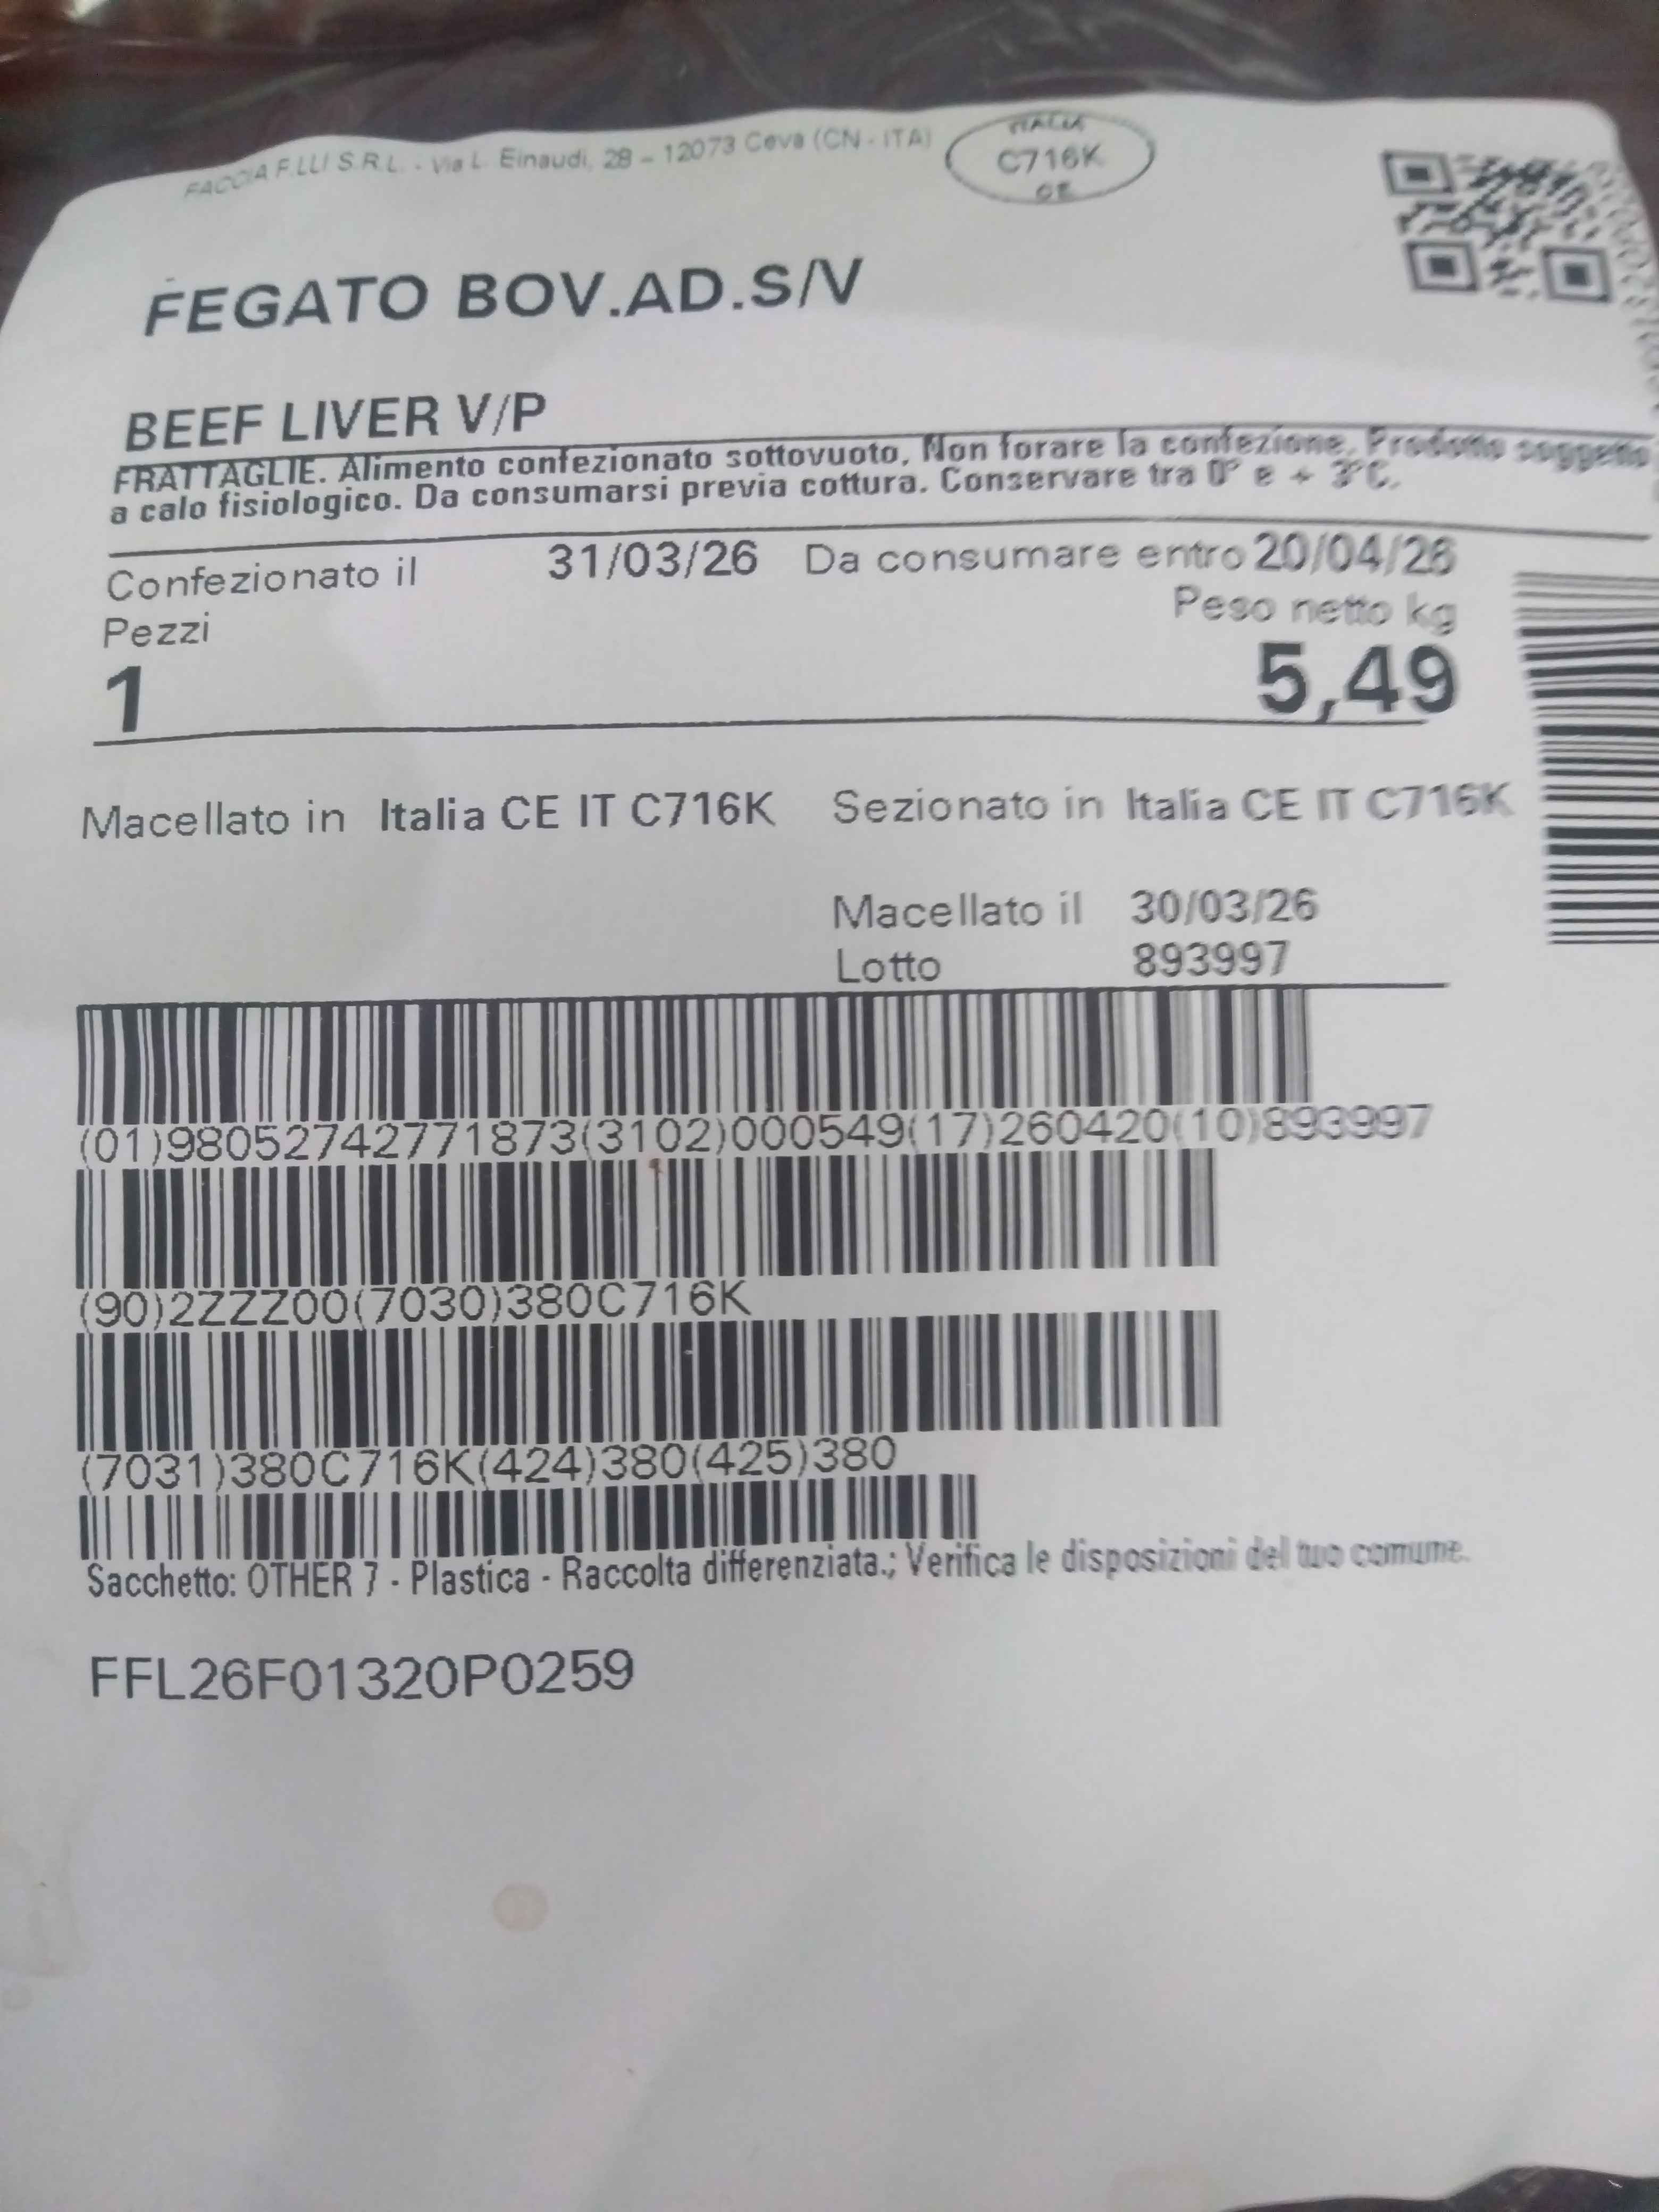 FACCIA F.LLI S.R.L. - Via L. Einaudi, 28 – 12073 Ceva (CN - ITA)
ITALIA
C716K
CE
FEGATO BOV.AD.S/V
BEEF LIVER V/P
FRATTAGLIE. Alimento confezionato sottovuoto. Non forare la confezione. Prodotto soggetto
a calo fisiologico. Da consumarsi previa cottura. Conservare tra 0° e + 3°C.
Confezionato il 31/03/26 Da consumare entro 20/04/26
Pezzi Peso netto kg
1 5,49
Macellato in Italia CE IT C716K Sezionato in Italia CE IT C716K
Macellato il 30/03/26
Lotto 893997
(01)98052742771873(3102)000549(17)260420(10)893997
(90)2ZZZ00(7030)380C716K
(7031)380C716K(424)380(425)380
Sacchetto: OTHER 7 - Plastica - Raccolta differenziata.; Verifica le disposizioni del tuo comune.
FFL26F01320P0259